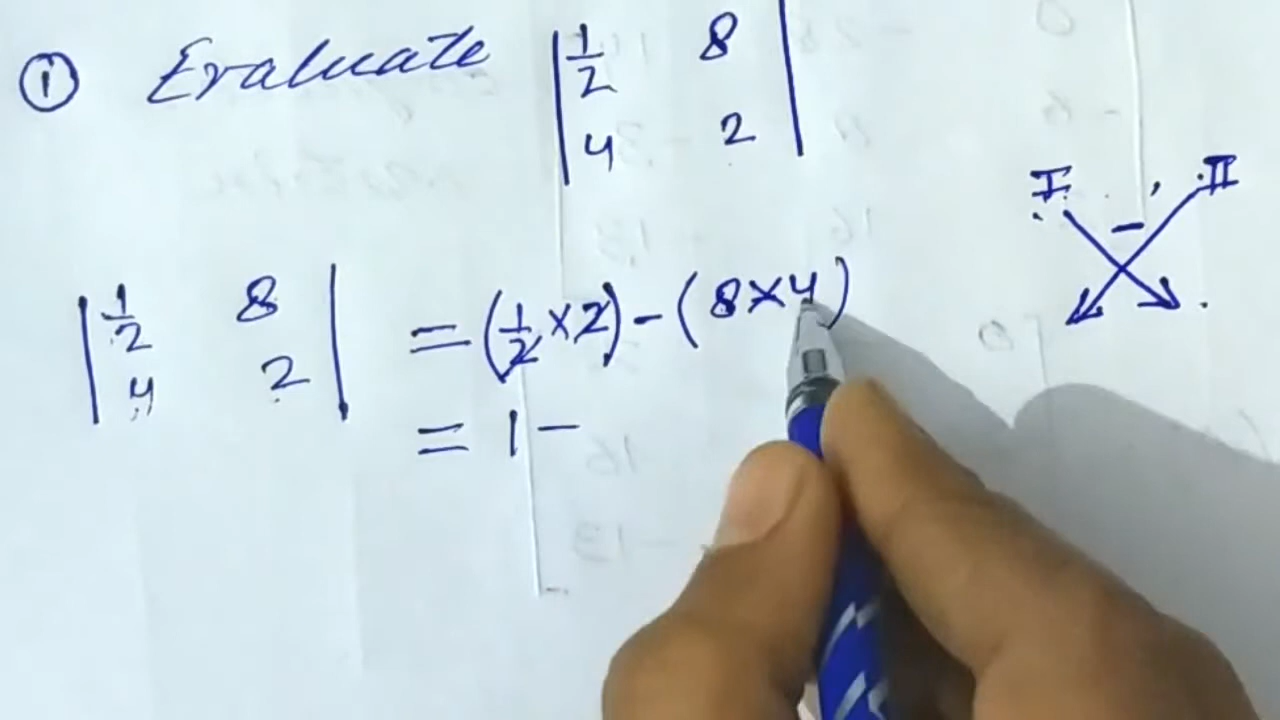 ① Evaluate | 1/2 8 |
| 4 2 |
I - II
| 1/2 8 | = (1/2 × 2) - (8 × 4)
| 4 2 |
= 1 -